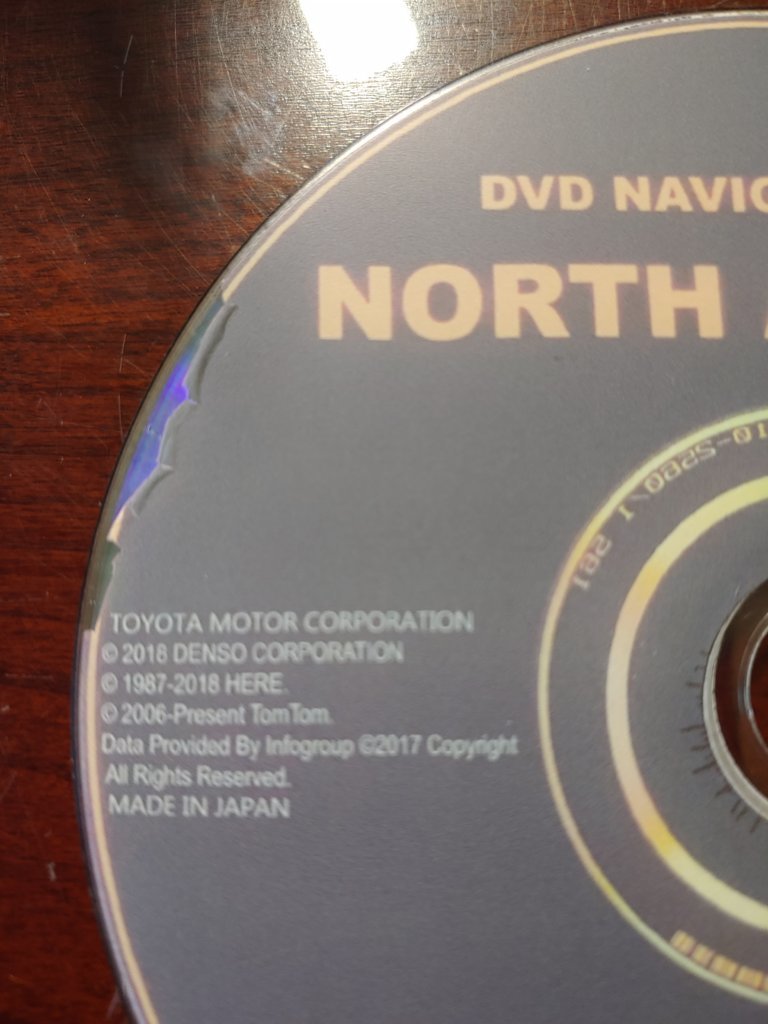 DVD NAVIG
NORTH
TOYOTA MOTOR CORPORATION
© 2018 DENSO CORPORATION
© 1987-2018 HERE.
© 2006-Present TomTom.
Data Provided By Infogroup ©2017 Copyright
All Rights Reserved.
MADE IN JAPAN